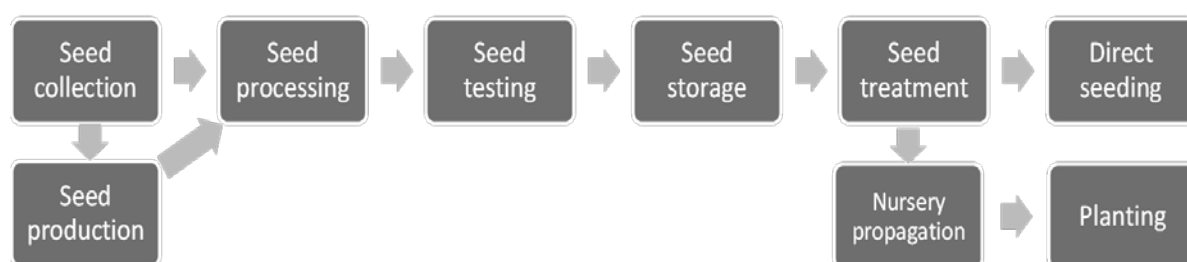 Seed
collection
Seed
processing
Seed
testing
Seed
storage
Seed
treatment
Direct
seeding
Seed
production
Nursery
propagation
Planting